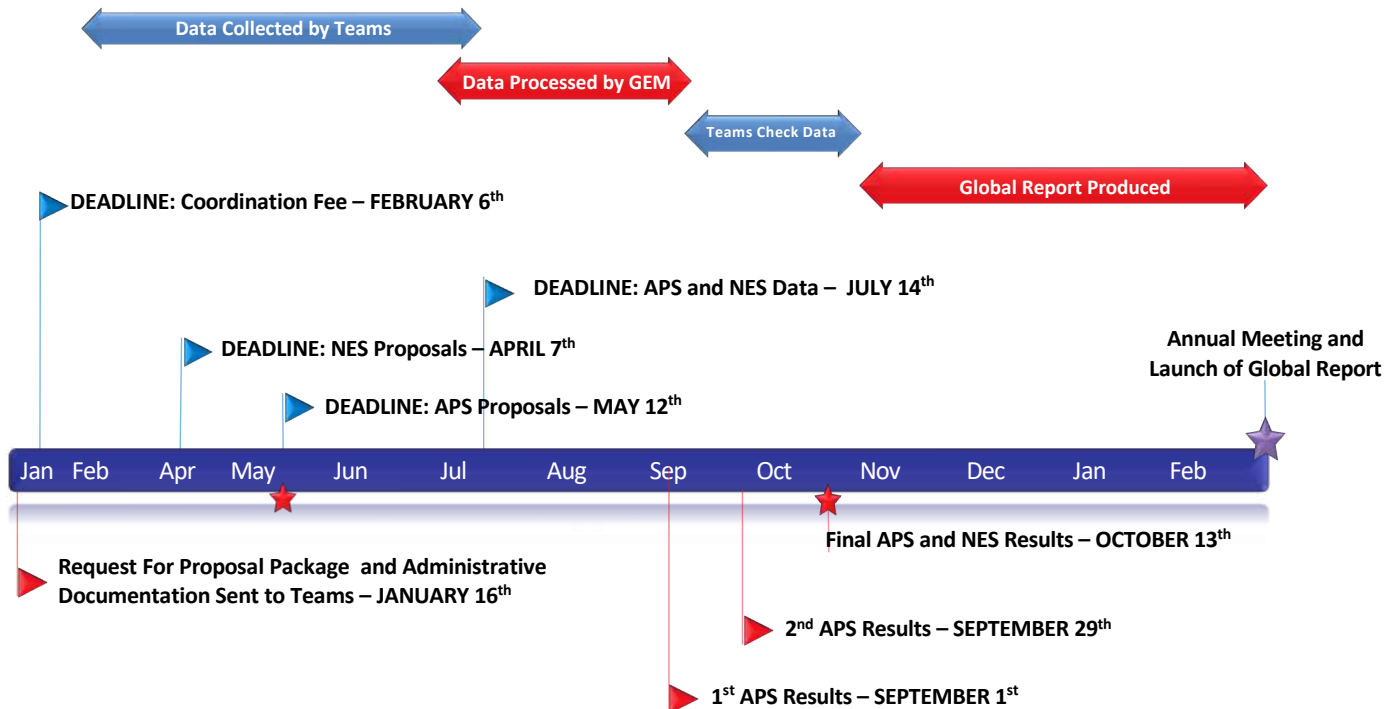 Data Collected by Teams
Data Processed by GEM
Teams Check Data
Global Report Produced
DEADLINE: Coordination Fee – FEBRUARY 6th
DEADLINE: APS and NES Data – JULY 14th
DEADLINE: NES Proposals – APRIL 7th
Annual Meeting and
Launch of Global Report
DEADLINE: APS Proposals – MAY 12th
Jan Feb Apr May Jun Jul Aug Sep Oct Nov Dec Jan Feb
Final APS and NES Results – OCTOBER 13th
Request For Proposal Package and Administrative
Documentation Sent to Teams – JANUARY 16th
2nd APS Results – SEPTEMBER 29th
1st APS Results – SEPTEMBER 1st